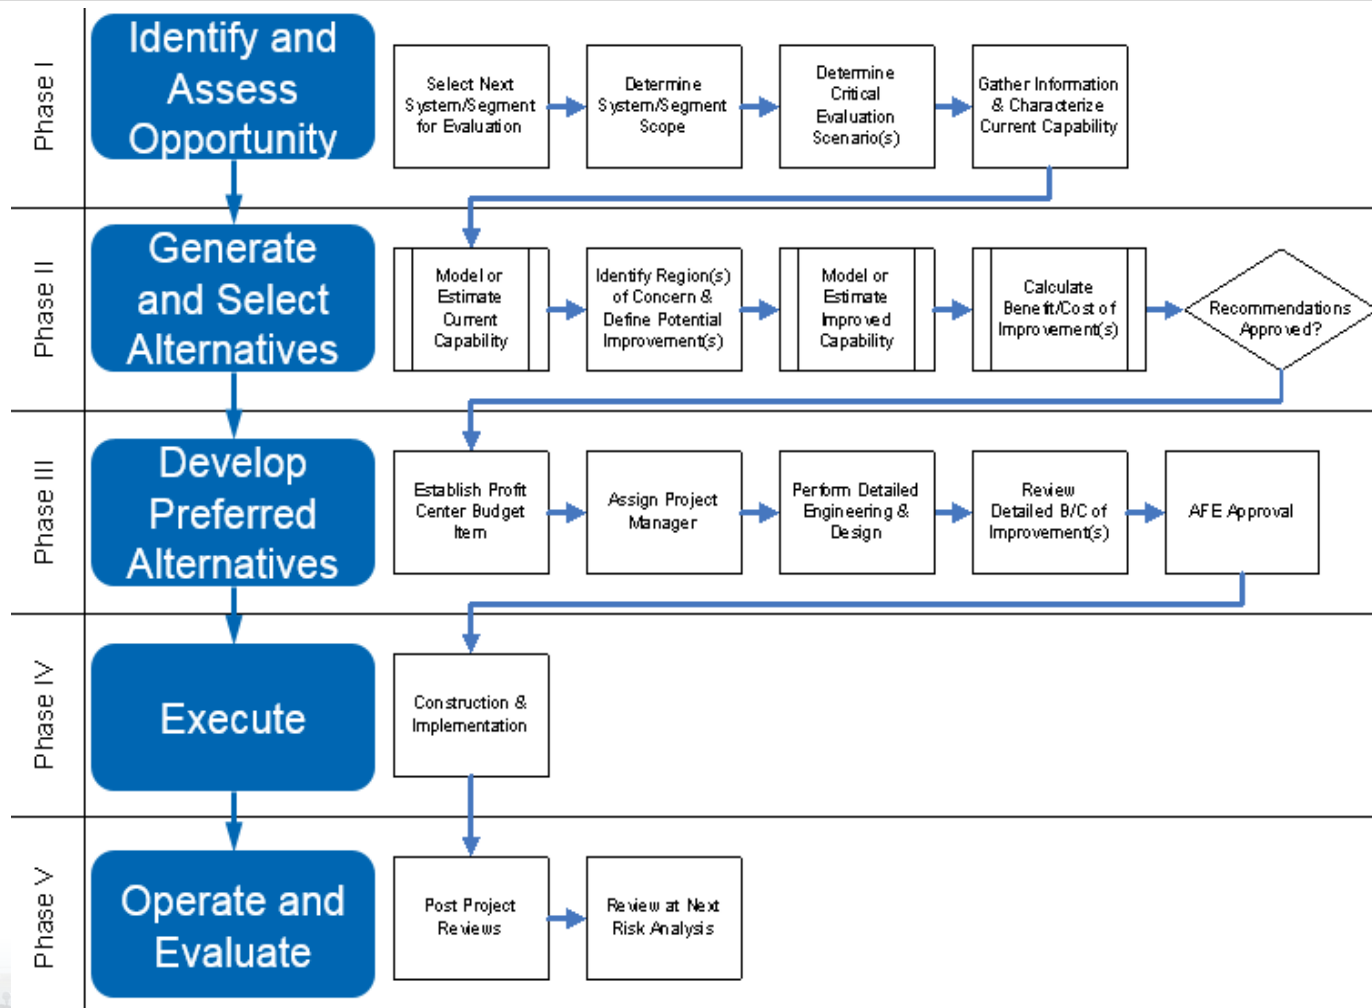 Phase I
Identify and
Assess
Opportunity
Select Next
System/Segment
for Evaluation
Determine
System/Segment
Scope
Determine
Critical
Evaluation
Scenario(s)
Gather Information
& Characterize
Current Capability
Phase II
Generate
and Select
Alternatives
Model or
Estimate
Current
Capability
Identify Region(s)
of Concern &
Define Potential
Improvement(s)
Model or
Estimate
Improved
Capability
Calculate
Benefit/Cost of
Improvement(s)
Recommendations
Approved?
Phase III
Develop
Preferred
Alternatives
Establish Profit
Center Budget
Item
Assign Project
Manager
Perform Detailed
Engineering &
Design
Review
Detailed B/C of
Improvement(s)
AFE Approval
Phase IV
Execute
Construction &
Implementation
Phase V
Operate and
Evaluate
Post Project
Reviews
Review at Next
Risk Analysis